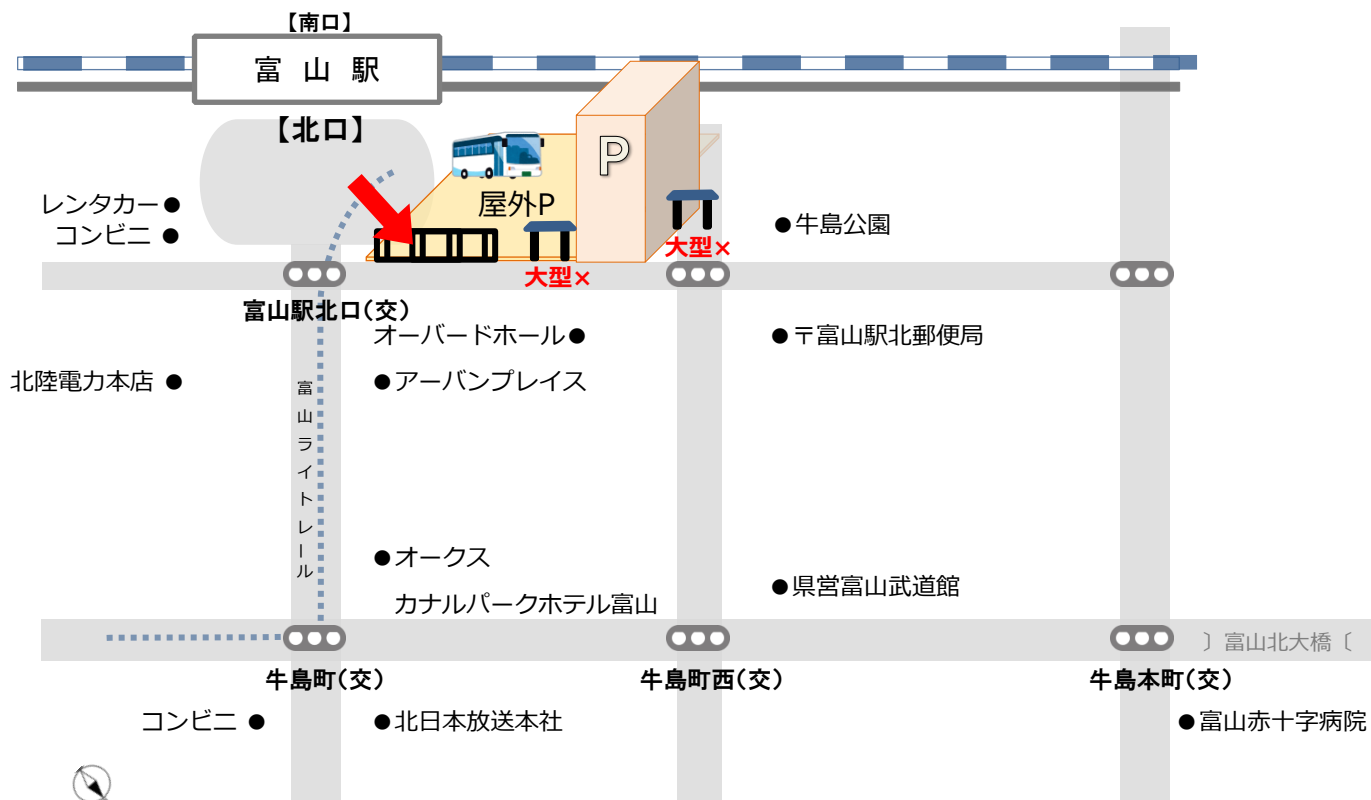 【南口】
富山駅
【北口】
P
屋外P
レンタカー●
コンビニ ●
●牛島公園
大型×
大型×
富山駅北口(交)
オーバードホール●
●〒富山駅北郵便局
北陸電力本店 ●
●アーバンプレイス
富山ライトレール
●オークス
カナルパークホテル富山
●県営富山武道館
〕富山北大橋〔
牛島町(交)
牛島町西(交)
牛島本町(交)
コンビニ ●
●北日本放送本社
●富山赤十字病院